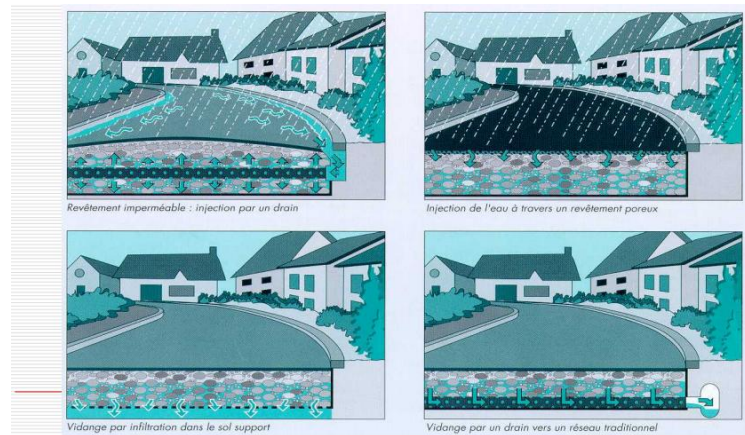 Revêtement imperméable : injection par un drain
Injection de l'eau à travers un revêtement poreux
Vidange par infiltration dans le sol support
Vidange par un drain vers un réseau traditionnel